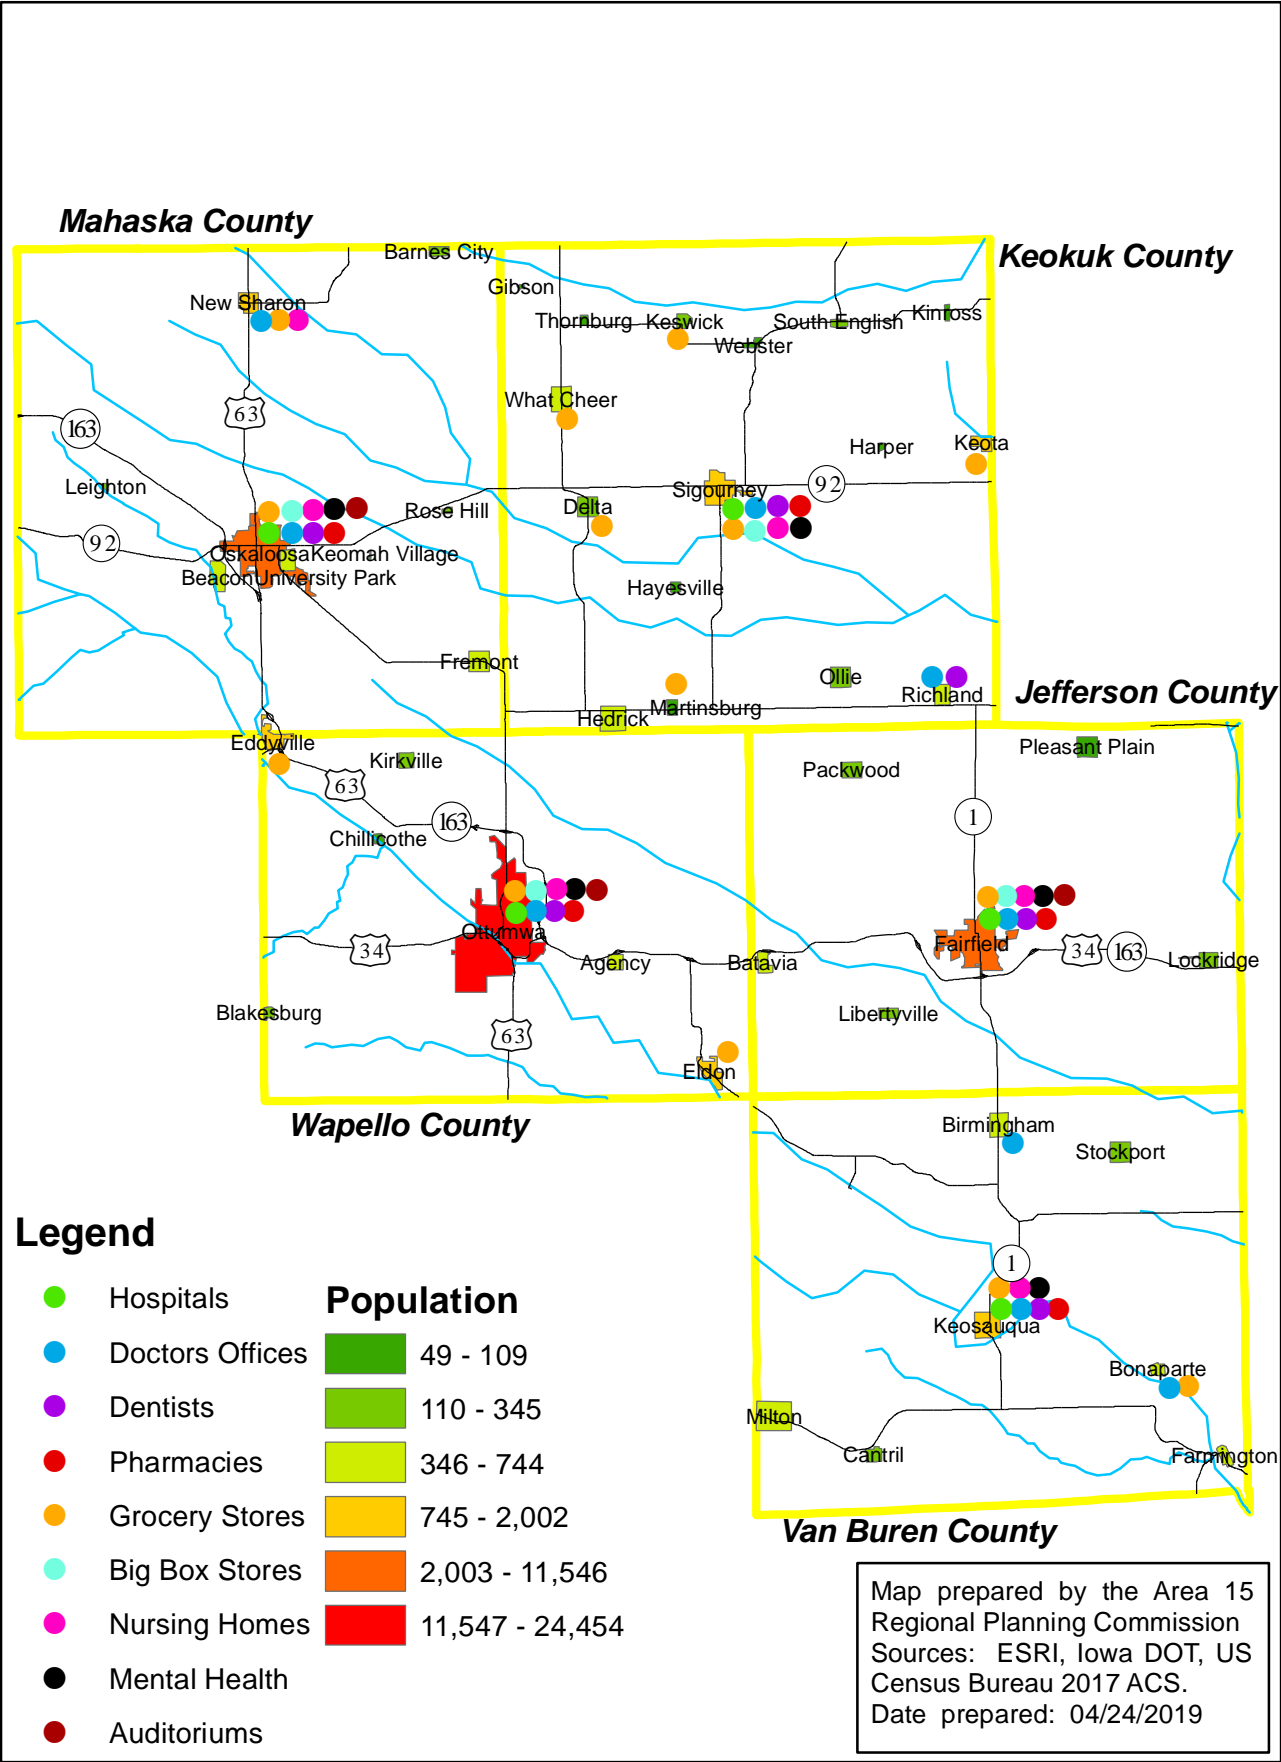 Mahaska County
Keokuk County
Barnes City
Gibson
New Sharon
Thornburg
Keswick
South English
Kinross
Webster
What Cheer
63
163
Harper
Keota
Leighton
Sigourney
92
Rose Hill
Delta
92
Oskaloosa
Keomah Village
Beacon
University Park
Hayesville
Fremont
Ollie
Richland
Jefferson County
Martinsburg
Hedrick
Eddyville
Kirkville
Pleasant Plain
Packwood
63
163
1
Chillicothe
Ottumwa
34
Agency
Batavia
Fairfield
34
163
Lockridge
Blakesburg
Libertyville
63
Eldon
Wapello County
Birmingham
Stockport
1
Keosauqua
Bonaparte
Milton
Cantril
Farmington
Van Buren County
Legend
Hospitals
Doctors Offices
Dentists
Pharmacies
Grocery Stores
Big Box Stores
Nursing Homes
Mental Health
Auditoriums
Population
49 - 109
110 - 345
346 - 744
745 - 2,002
2,003 - 11,546
11,547 - 24,454
Map prepared by the Area 15
Regional Planning Commission
Sources: ESRI, Iowa DOT, US
Census Bureau 2017 ACS.
Date prepared: 04/24/2019